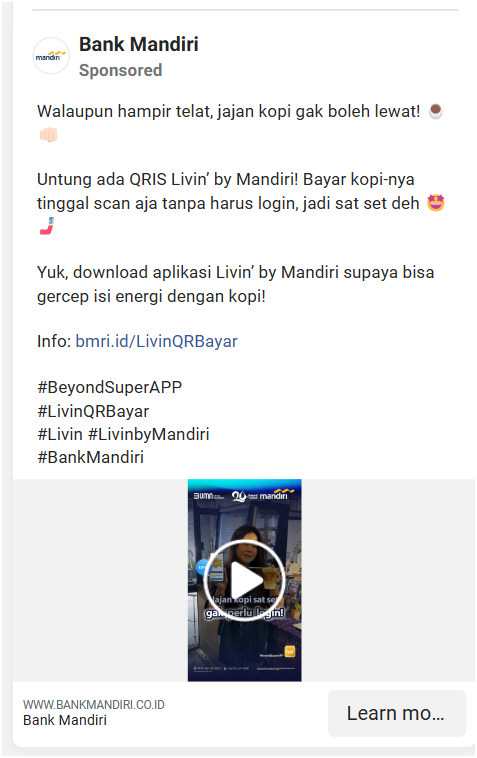 Bank Mandiri
mandiri
Sponsored
Walaupun hampir telat, jajan kopi gak boleh lewat! ☕
👊🏻
Untung ada QRIS Livin’ by Mandiri! Bayar kopi-nya
tinggal scan aja tanpa harus login, jadi sat set deh 🤩
🤳
Yuk, download aplikasi Livin’ by Mandiri supaya bisa
gercep isi energi dengan kopi!
Info: bmri.id/LivinQRBayar
#BeyondSuperAPP
#LivinQRBayar
#Livin #LivinbyMandiri
#BankMandiri
BUMN mandiri
Jajan kopi sat set
gak perlu login!
#BeyondSuperAPP
WWW.BANKMANDIRI.CO.ID
Bank Mandiri
Learn mo...